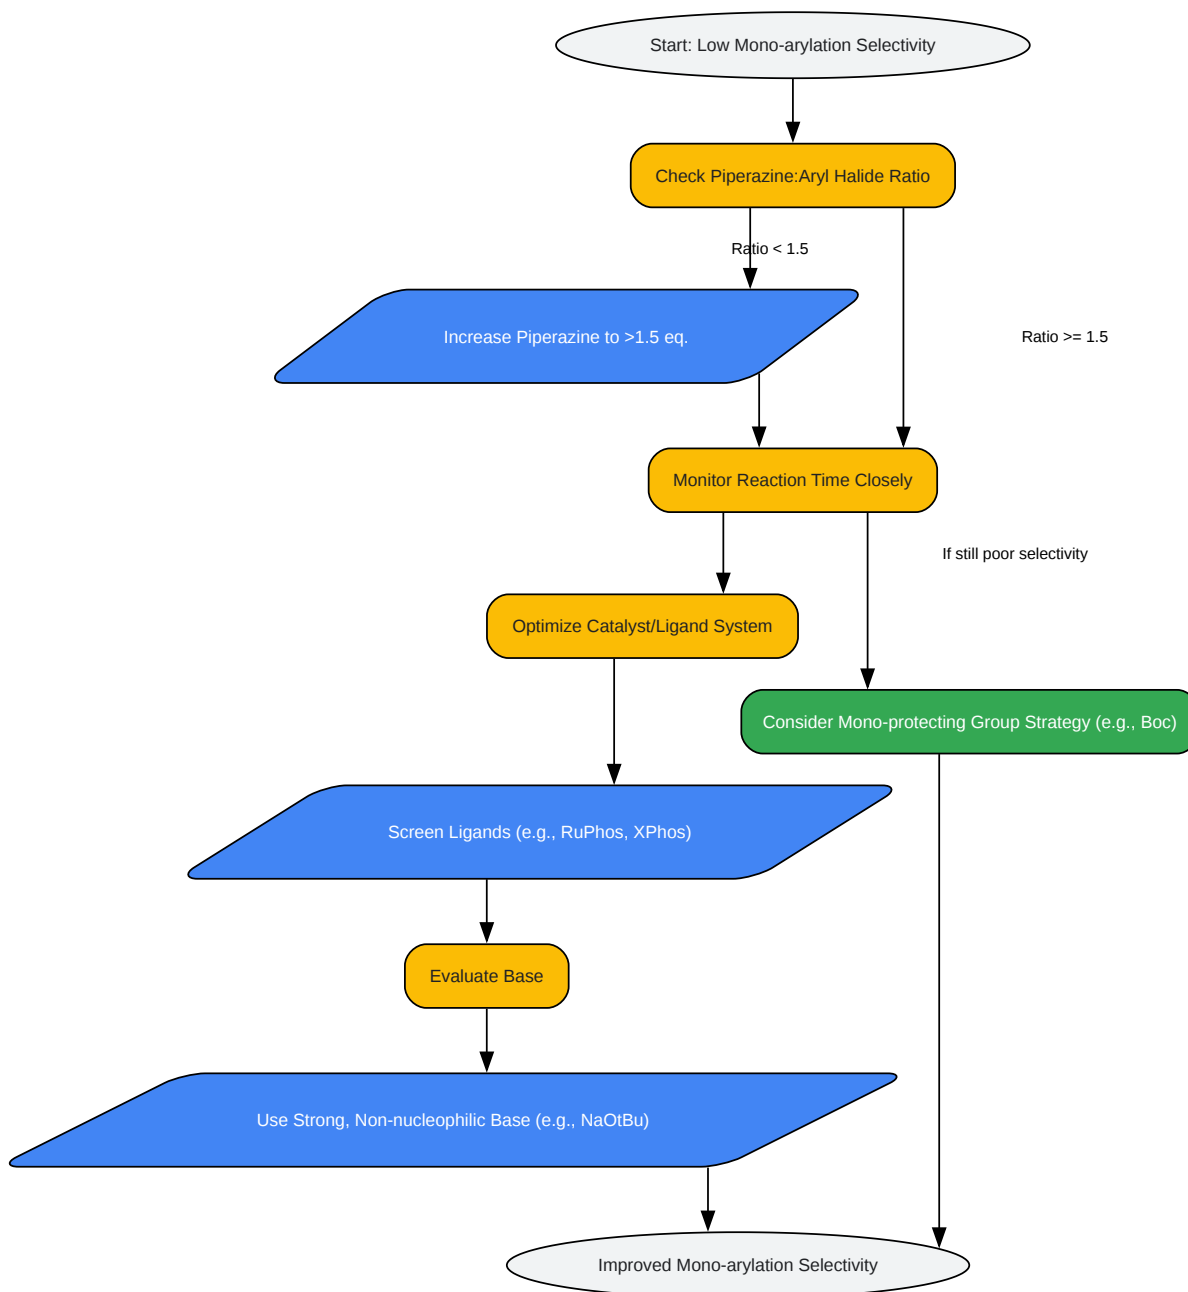 Start: Low Mono-arylation Selectivity
Check Piperazine:Aryl Halide Ratio
Ratio < 1.5
Increase Piperazine to >1.5 eq.
Ratio >= 1.5
Monitor Reaction Time Closely
If still poor selectivity
Optimize Catalyst/Ligand System
Consider Mono-protecting Group Strategy (e.g., Boc)
Screen Ligands (e.g., RuPhos, XPhos)
Evaluate Base
Use Strong, Non-nucleophilic Base (e.g., NaOtBu)
Improved Mono-arylation Selectivity